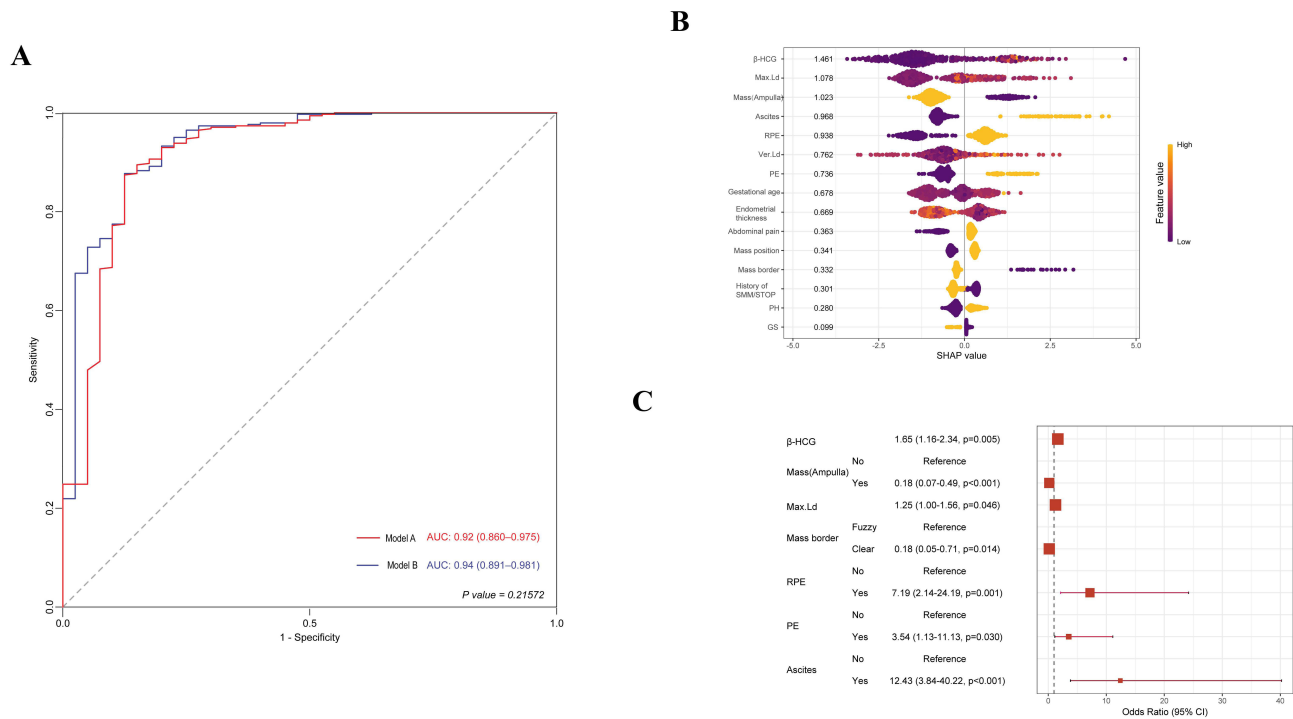 A
1.0
0.8
0.6
0.4
0.2
0.0
Sensitivity
0.0
0.5
1.0
1 - Specificity
Model A AUC: 0.92 (0.860–0.975)
Model B AUC: 0.94 (0.891–0.981)
P value = 0.21572
B
β-HCG 1.461
Max.Ld 1.078
Mass(Ampulla) 1.023
Ascites 0.968
RPE 0.938
Ver.Ld 0.762
PE 0.736
Gestational age 0.678
Endometrial
thickness 0.669
Abdominal pain 0.363
Mass position 0.341
Mass border 0.332
History of
SMM/STOP 0.301
PH 0.280
GS 0.099
-5.0 -2.5 0.0 2.5 5.0
SHAP value
High
Low
Feature value
C
β-HCG 1.65 (1.16-2.34, p=0.005)
Mass(Ampulla)
No Reference
Yes 0.18 (0.07-0.49, p<0.001)
Max.Ld 1.25 (1.00-1.56, p=0.046)
Mass border
Fuzzy Reference
Clear 0.18 (0.05-0.71, p=0.014)
RPE
No Reference
Yes 7.19 (2.14-24.19, p=0.001)
PE
No Reference
Yes 3.54 (1.13-11.13, p=0.030)
Ascites
No Reference
Yes 12.43 (3.84-40.22, p<0.001)
0 10 20 30 40
Odds Ratio (95% CI)